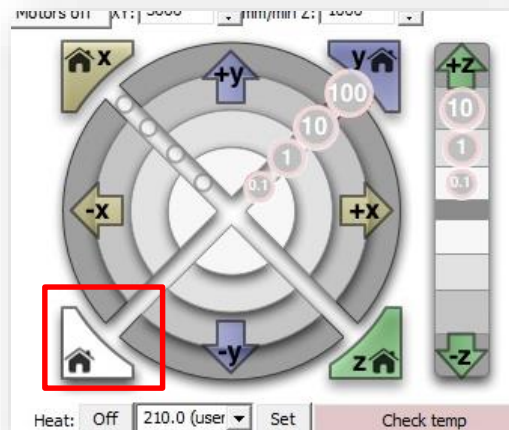 Motors off XY: 3000 mm/min Z: 1000
x
+y
y
+z
100
10
10
1
1
0.1
0.1
-x
+x
-y
z
-z
Heat: Off 210.0 (user Set Check temp